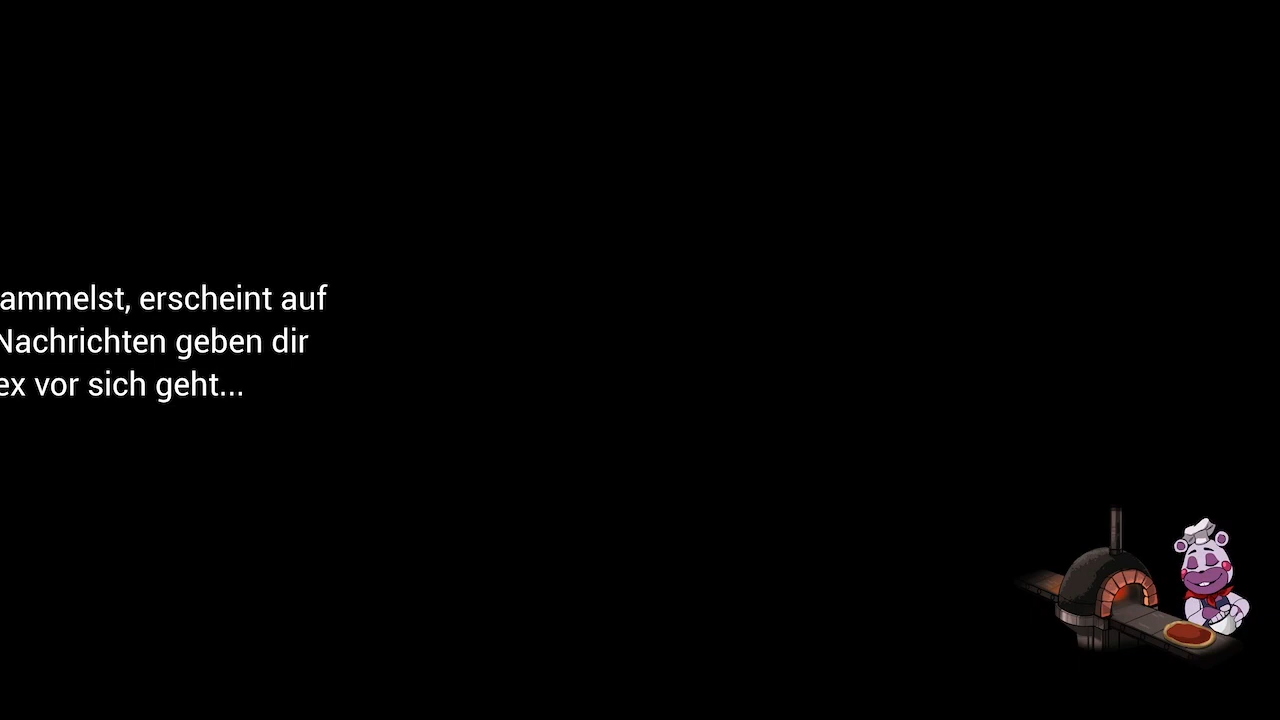 ammelst, erscheint auf
Nachrichten geben dir
ex vor sich geht...